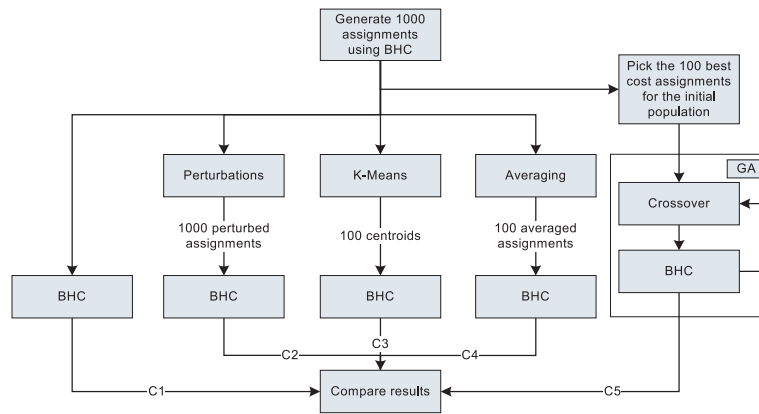 Generate 1000
assignments
using BHC
Pick the 100 best
cost assignments
for the initial
population
Perturbations
K-Means
Averaging
GA
Crossover
1000 perturbed
assignments
100 centroids
100 averaged
assignments
BHC
BHC
BHC
BHC
BHC
C1
C2
C3
C4
C5
Compare results